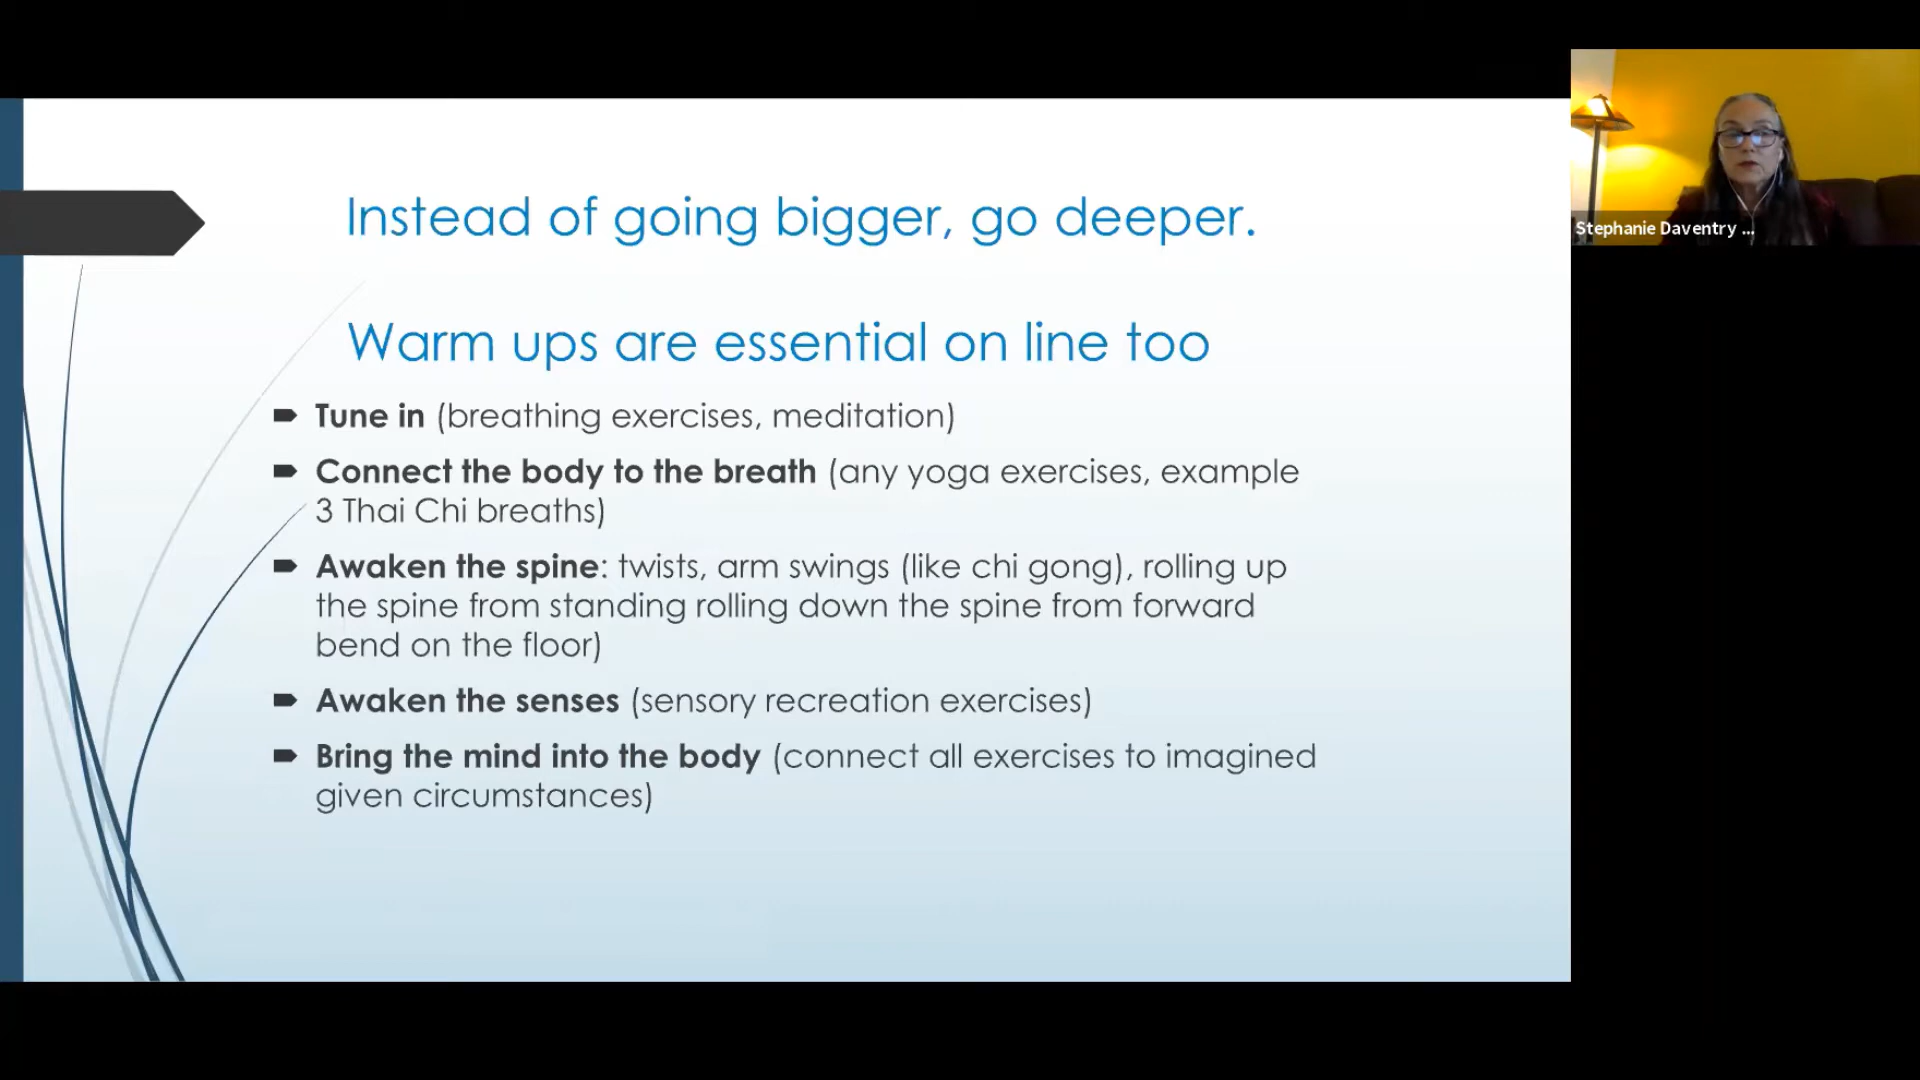 Instead of going bigger, go deeper.
Warm ups are essential on line too
Tune in (breathing exercises, meditation)
Connect the body to the breath (any yoga exercises, example
3 Thai Chi breaths)
Awaken the spine: twists, arm swings (like chi gong), rolling up
the spine from standing rolling down the spine from forward
bend on the floor)
Awaken the senses (sensory recreation exercises)
Bring the mind into the body (connect all exercises to imagined
given circumstances)
Stephanie Daventry ...